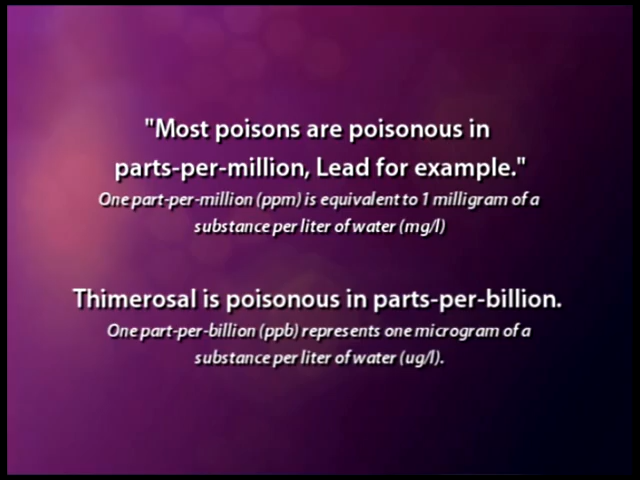 "Most poisons are poisonous in
parts-per-million, Lead for example."
One part-per-million (ppm) is equivalent to 1 milligram of a
substance per liter of water (mg/l)
Thimerosal is poisonous in parts-per-billion.
One part-per-billion (ppb) represents one microgram of a
substance per liter of water (ug/l).